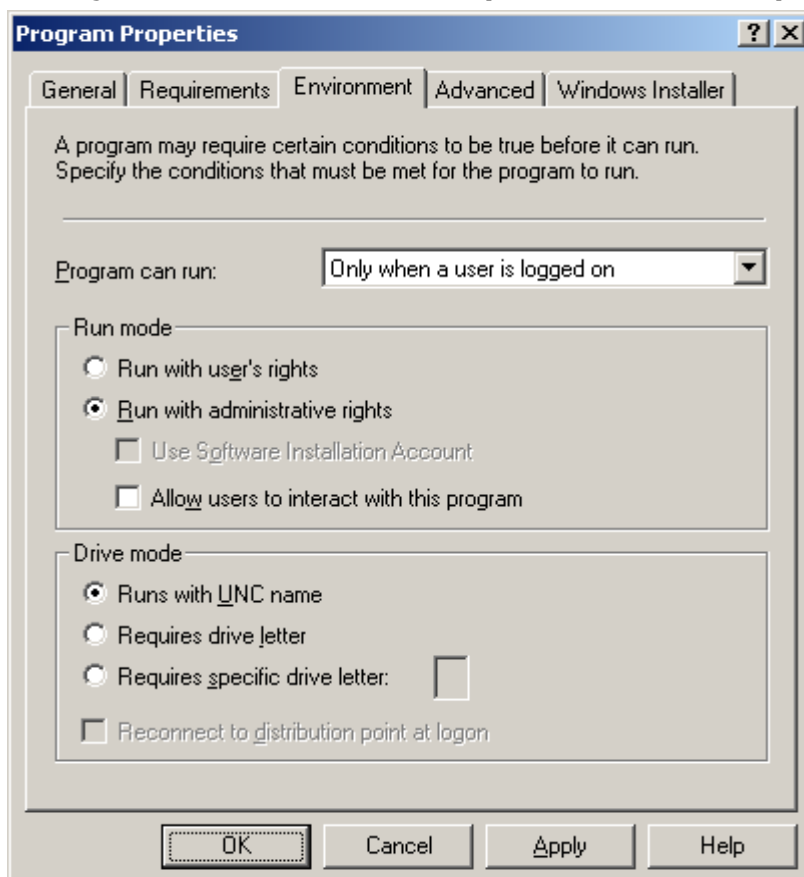 Program Properties
General Requirements Environment Advanced Windows Installer
A program may require certain conditions to be true before it can run.
Specify the conditions that must be met for the program to run.
Program can run: Only when a user is logged on
Run mode
Run with user's rights
Run with administrative rights
Use Software Installation Account
Allow users to interact with this program
Drive mode
Runs with UNC name
Requires drive letter
Requires specific drive letter:
Reconnect to distribution point at logon
OK Cancel Apply Help